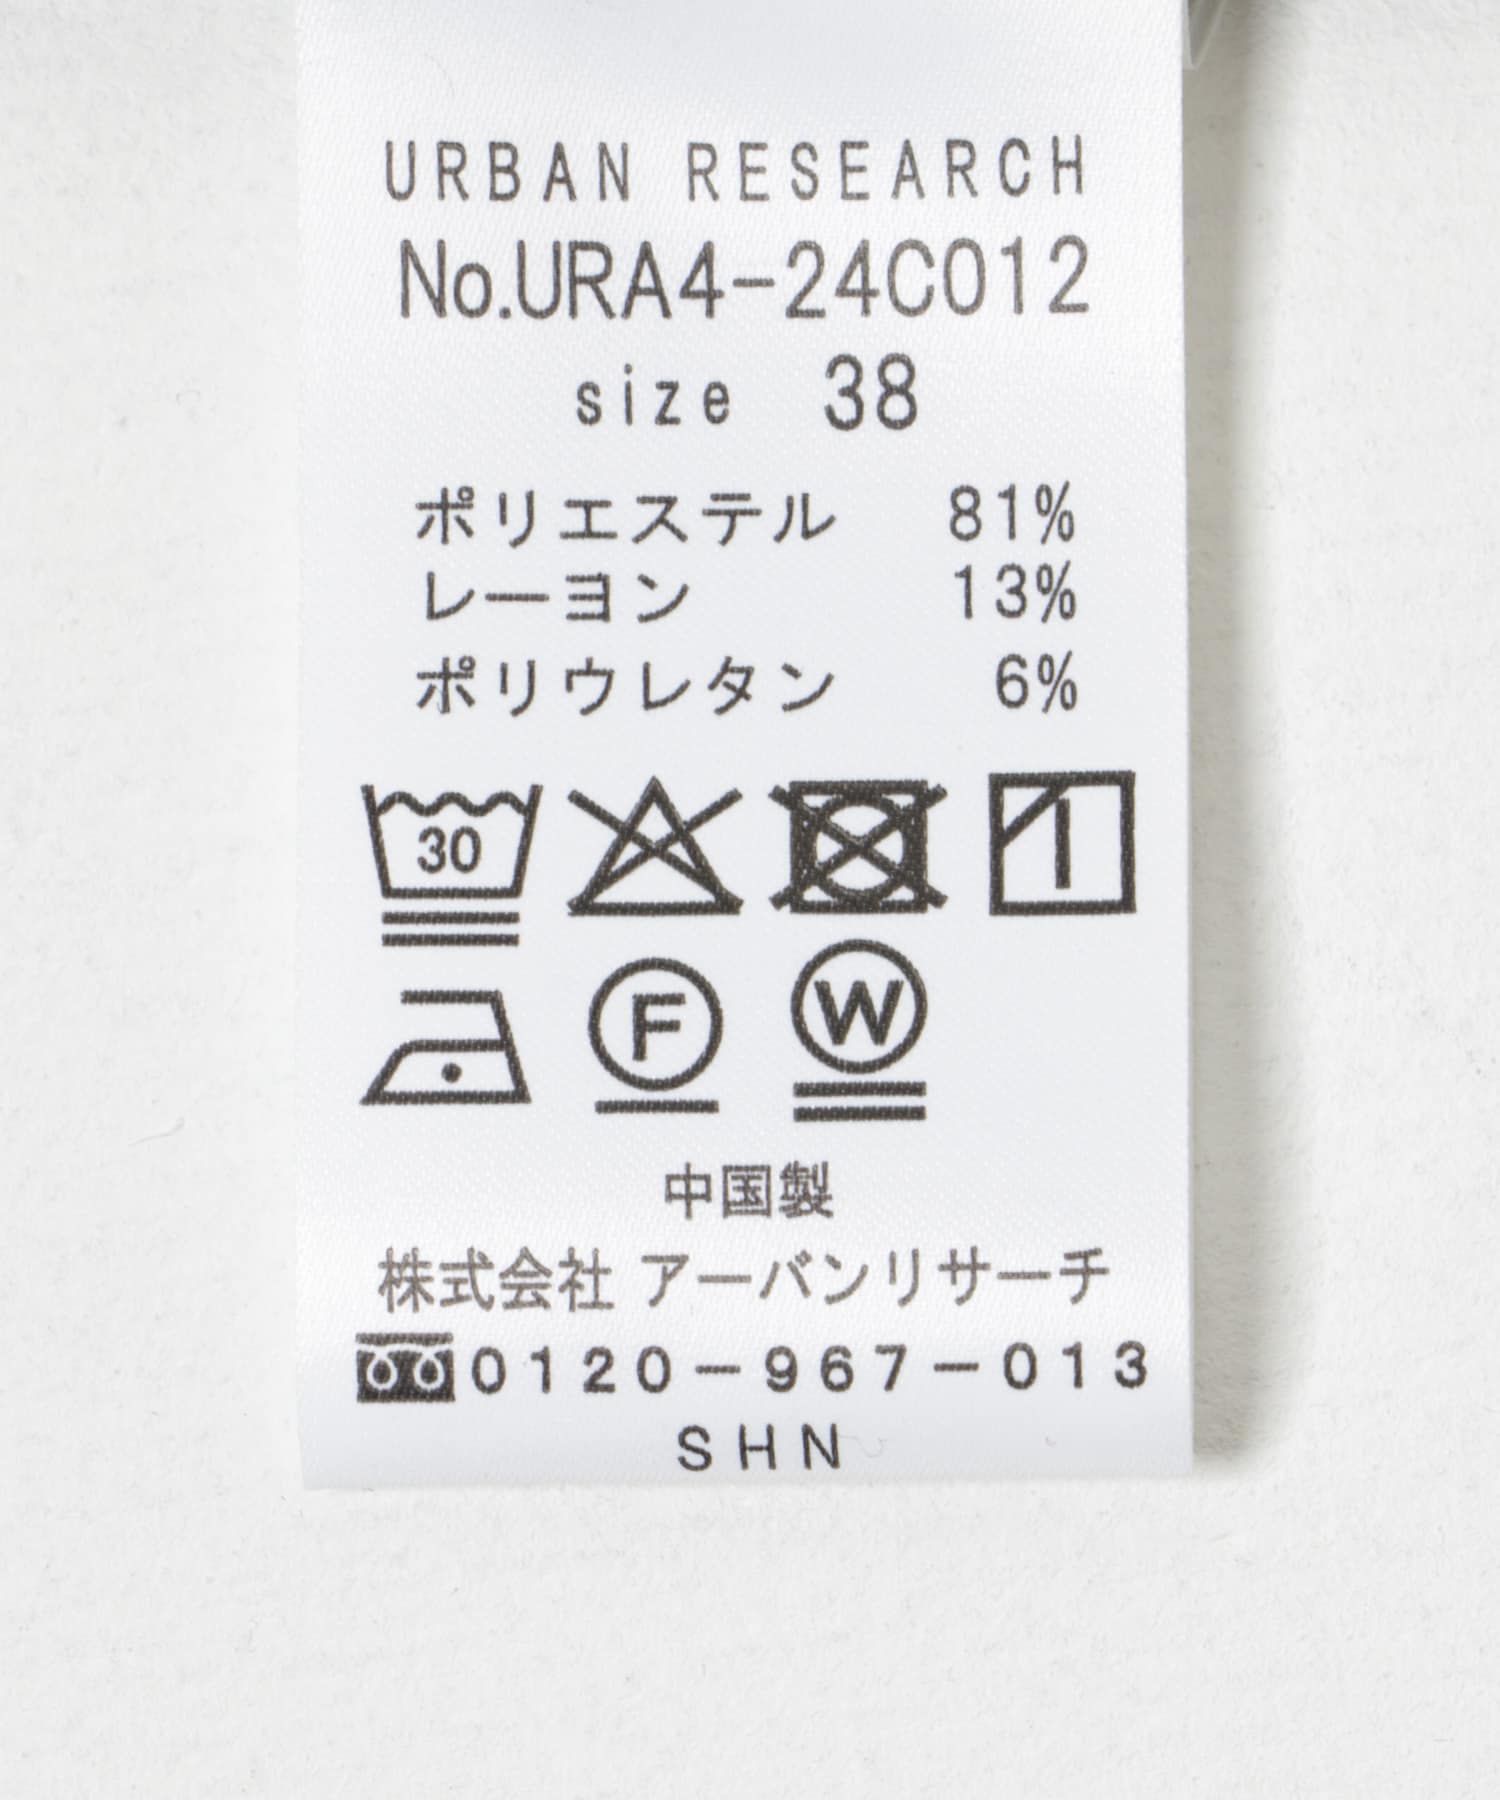 URBAN RESEARCH
No.URA4-24C012
size 38
ポリエステル 81%
レーヨン 13%
ポリウレタン 6%
30
F W
中国製
株式会社 アーバンリサーチ
0120-967-013
SHN